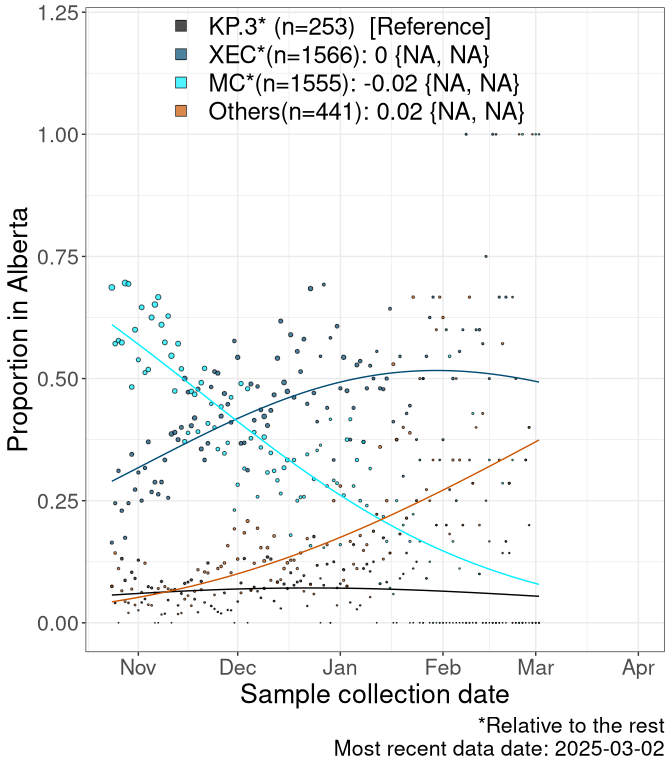 KP.3* (n=253)  [Reference]
XEC*(n=1566): 0 {NA, NA}
MC*(n=1555): -0.02 {NA, NA}
Others(n=441): 0.02 {NA, NA}
1.25
1.00
0.75
0.50
0.25
0.00
Proportion in Alberta
Nov Dec Jan Feb Mar Apr
Sample collection date
*Relative to the rest
Most recent data date: 2025-03-02